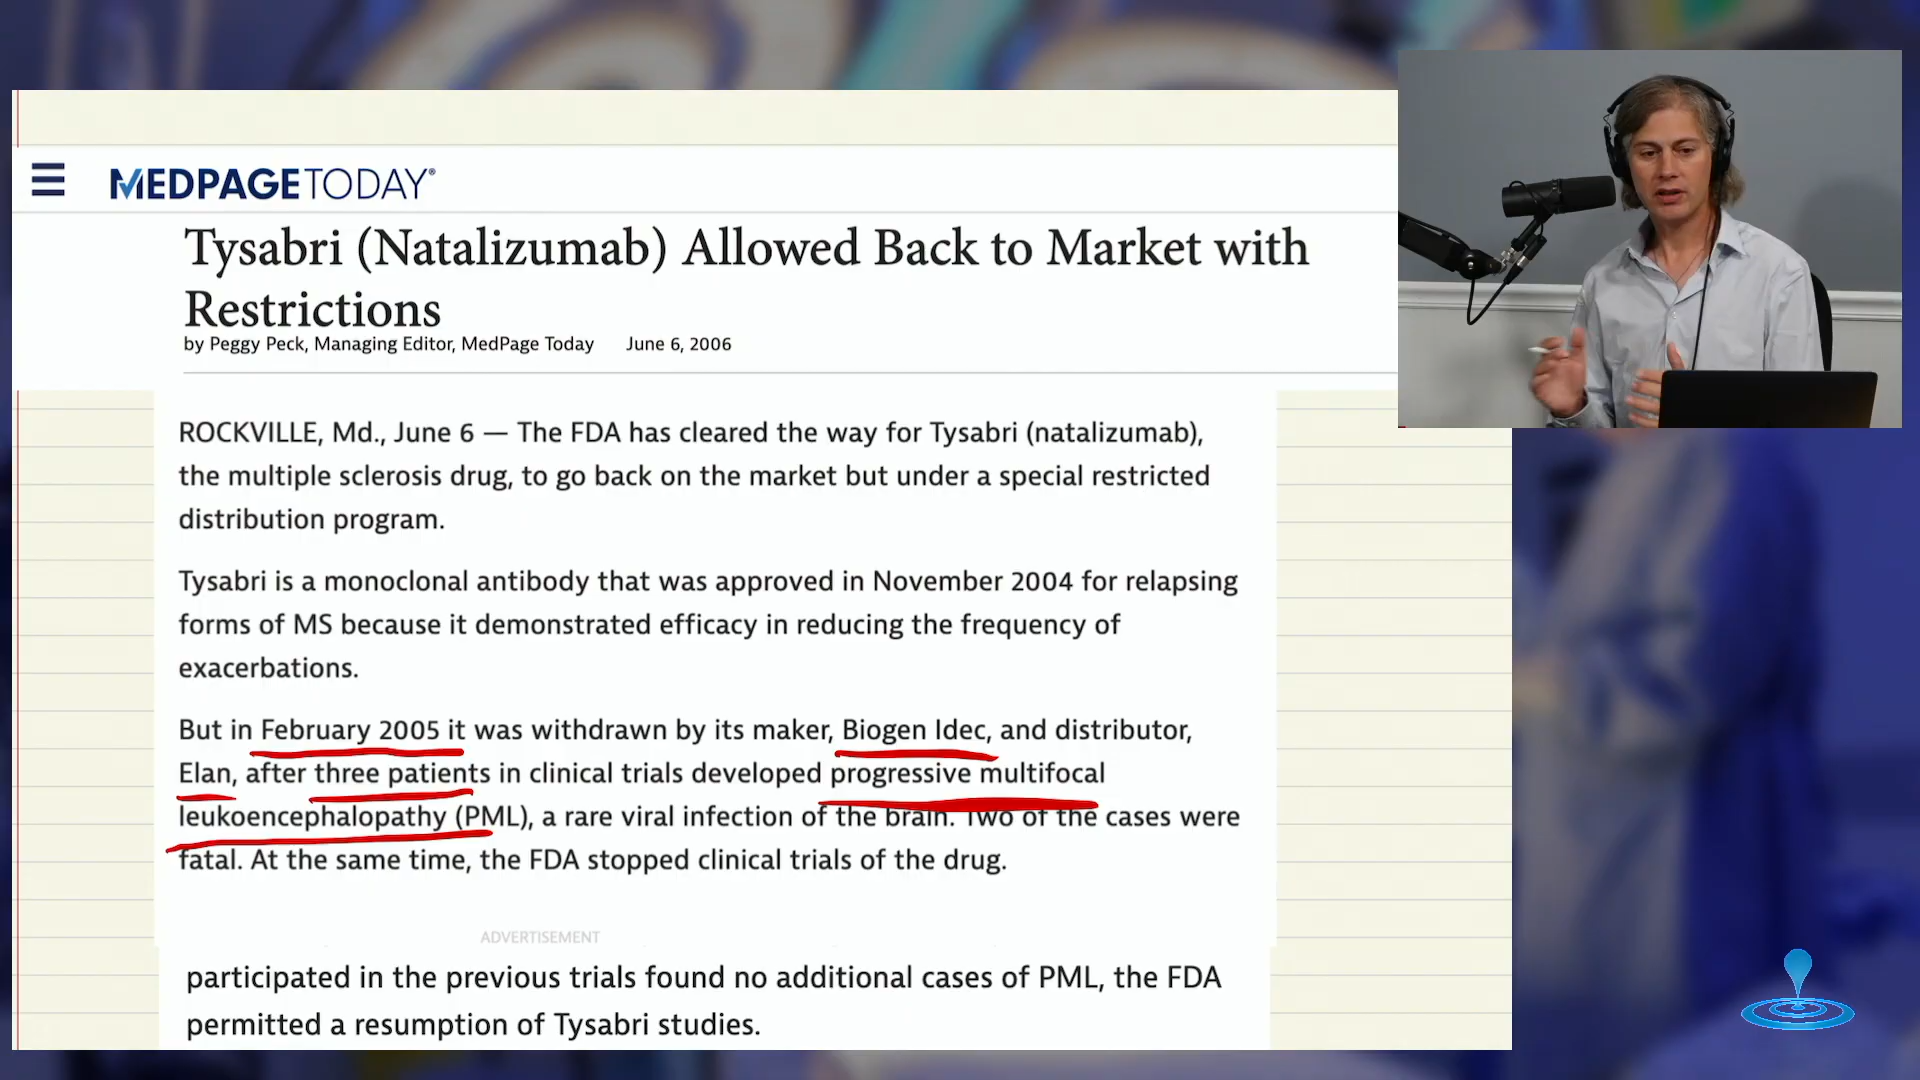 MEDPAGE TODAY®
Tysabri (Natalizumab) Allowed Back to Market with
Restrictions
by Peggy Peck, Managing Editor, MedPage Today June 6, 2006
ROCKVILLE, Md., June 6 — The FDA has cleared the way for Tysabri (natalizumab),
the multiple sclerosis drug, to go back on the market but under a special restricted
distribution program.
Tysabri is a monoclonal antibody that was approved in November 2004 for relapsing
forms of MS because it demonstrated efficacy in reducing the frequency of
exacerbations.
But in February 2005 it was withdrawn by its maker, Biogen Idec, and distributor,
Elan, after three patients in clinical trials developed progressive multifocal
leukoencephalopathy (PML), a rare viral infection of the brain. Two of the cases were
fatal. At the same time, the FDA stopped clinical trials of the drug.
ADVERTISEMENT
participated in the previous trials found no additional cases of PML, the FDA
permitted a resumption of Tysabri studies.